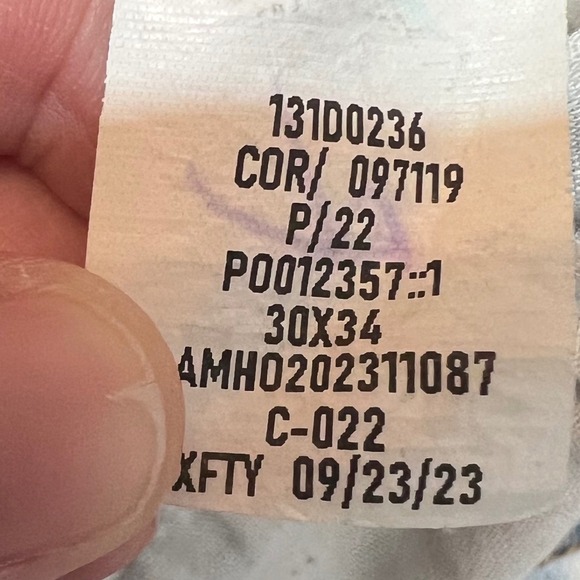 131D0236
COR/ 097119
P/22
P0012357::1
30X34
AMH0202311087
C-022
XFTY 09/23/23